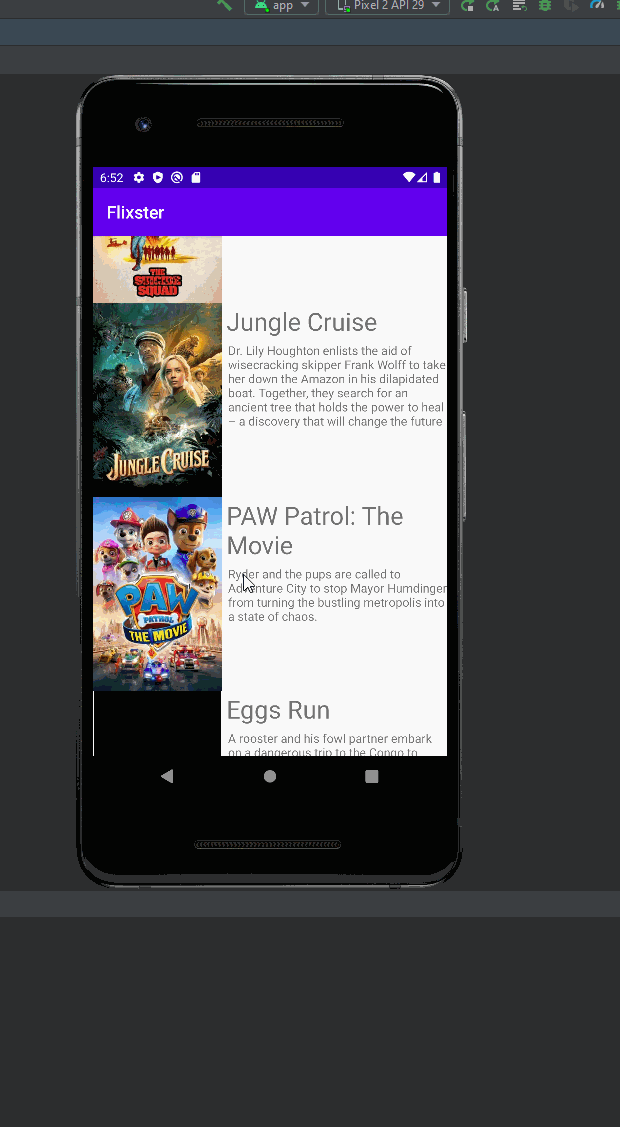 app
Pixel 2 API 29
6:52
Flixster
THE
SUICIDE
SQUAD
Jungle Cruise
Dr. Lily Houghton enlists the aid of
wisecracking skipper Frank Wolff to take
her down the Amazon in his dilapidated
boat. Together, they search for an
ancient tree that holds the power to heal
– a discovery that will change the future
JUNGLE CRUISE
PAW Patrol: The
Movie
Ryder and the pups are called to
Adventure City to stop Mayor Humdinger
from turning the bustling metropolis into
a state of chaos.
PAW
PATROL
THE MOVIE
Eggs Run
A rooster and his fowl partner embark
on a dangerous trip to the Congo to